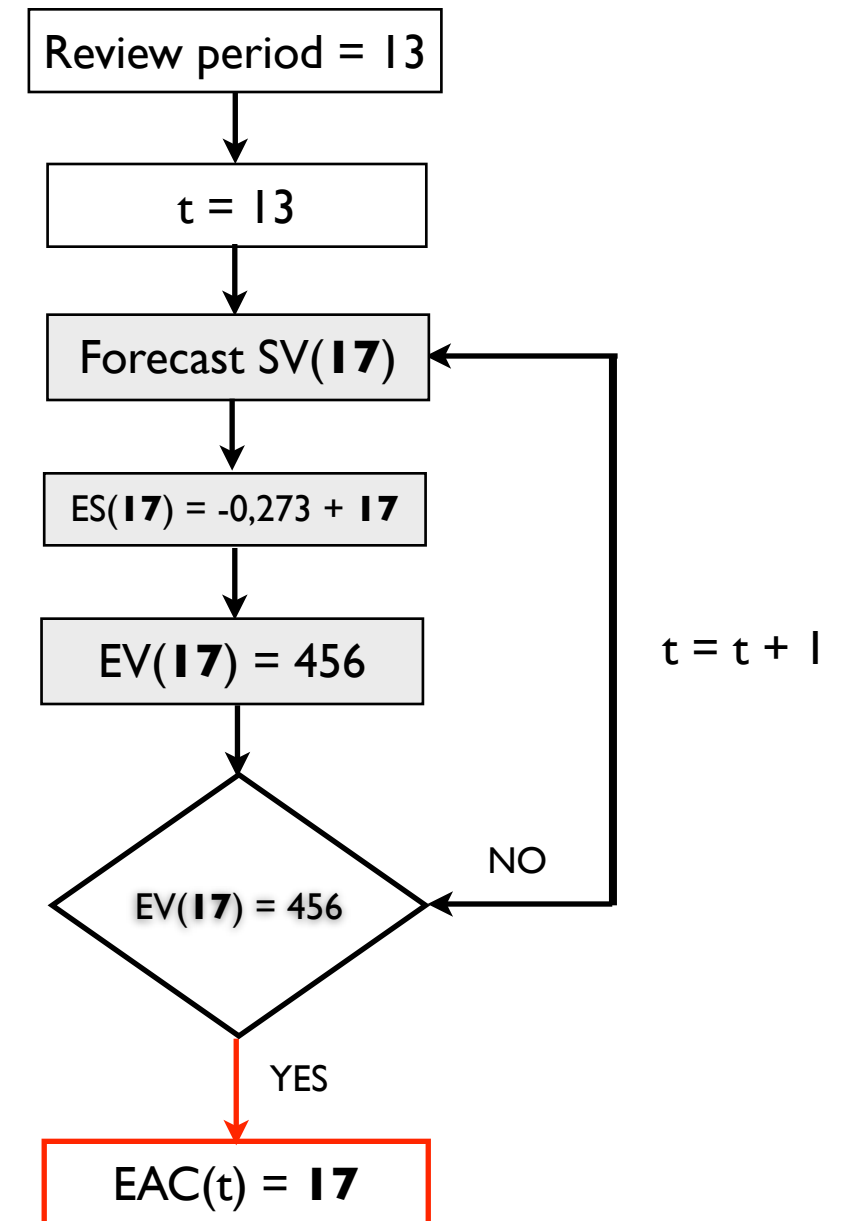 Review period = 13
t = 13
Forecast SV(17)
ES(17) = -0,273 + 17
EV(17) = 456
t = t + 1
NO
EV(17) = 456
YES
EAC(t) = 17